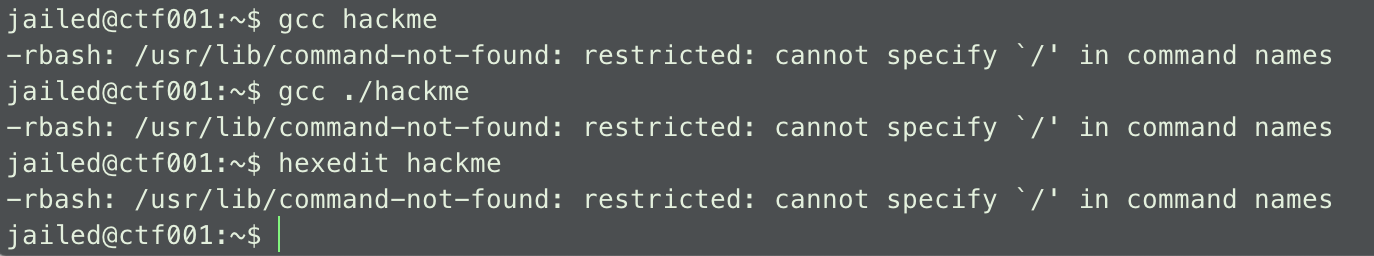 jailed@ctf001:~$ gcc hackme
-rbash: /usr/lib/command-not-found: restricted: cannot specify `/' in command names
jailed@ctf001:~$ gcc ./hackme
-rbash: /usr/lib/command-not-found: restricted: cannot specify `/' in command names
jailed@ctf001:~$ hexedit hackme
-rbash: /usr/lib/command-not-found: restricted: cannot specify `/' in command names
jailed@ctf001:~$